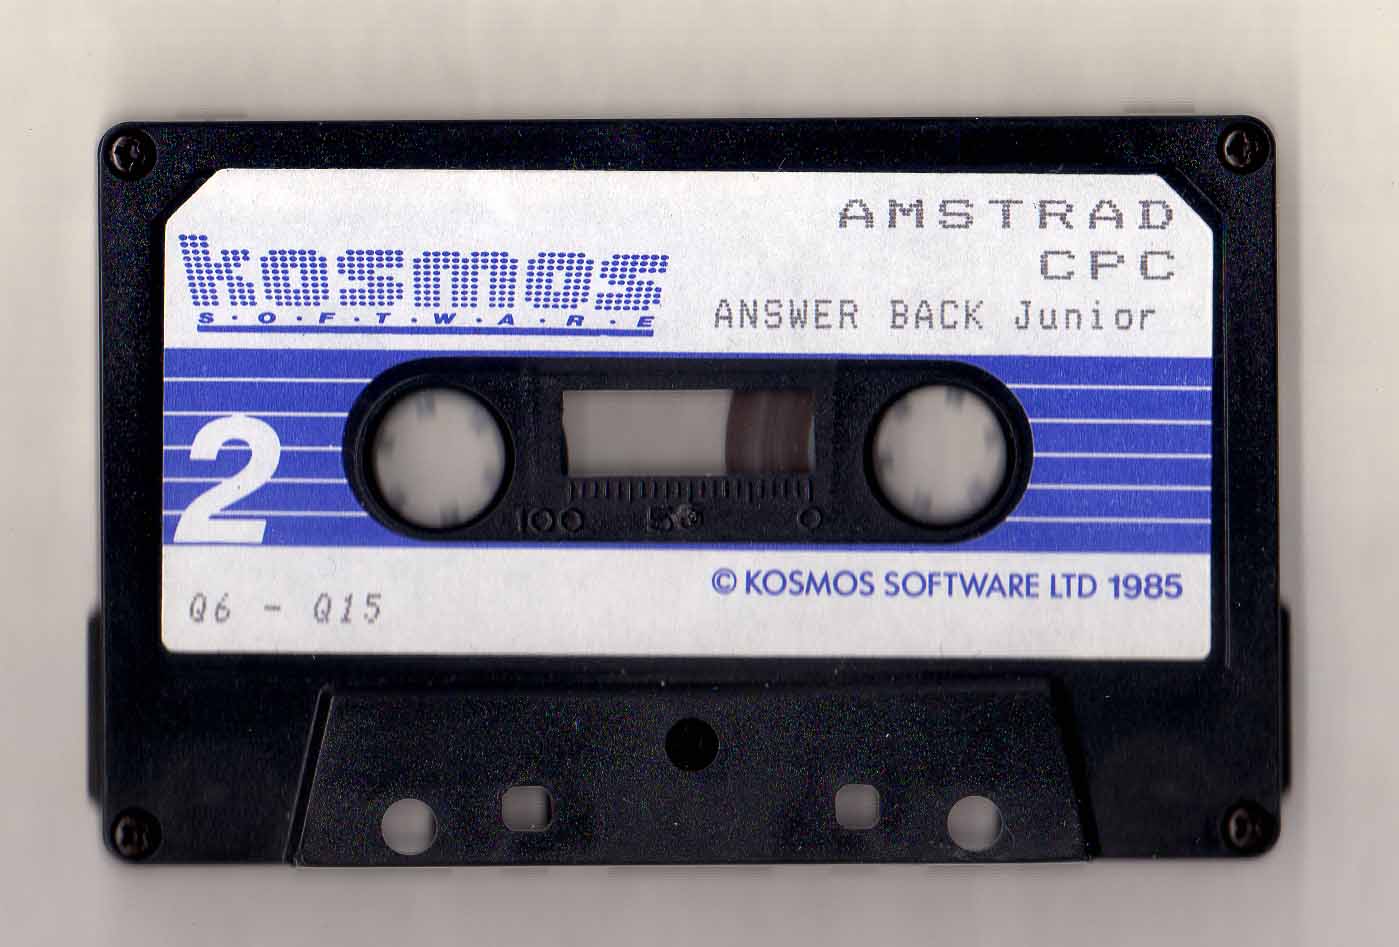 AMSTRAD
CPC
kosmos
S·O·F·T·W·A·R·E
ANSWER BACK Junior
2
100 50 0
© KOSMOS SOFTWARE LTD 1985
Q6 - Q15